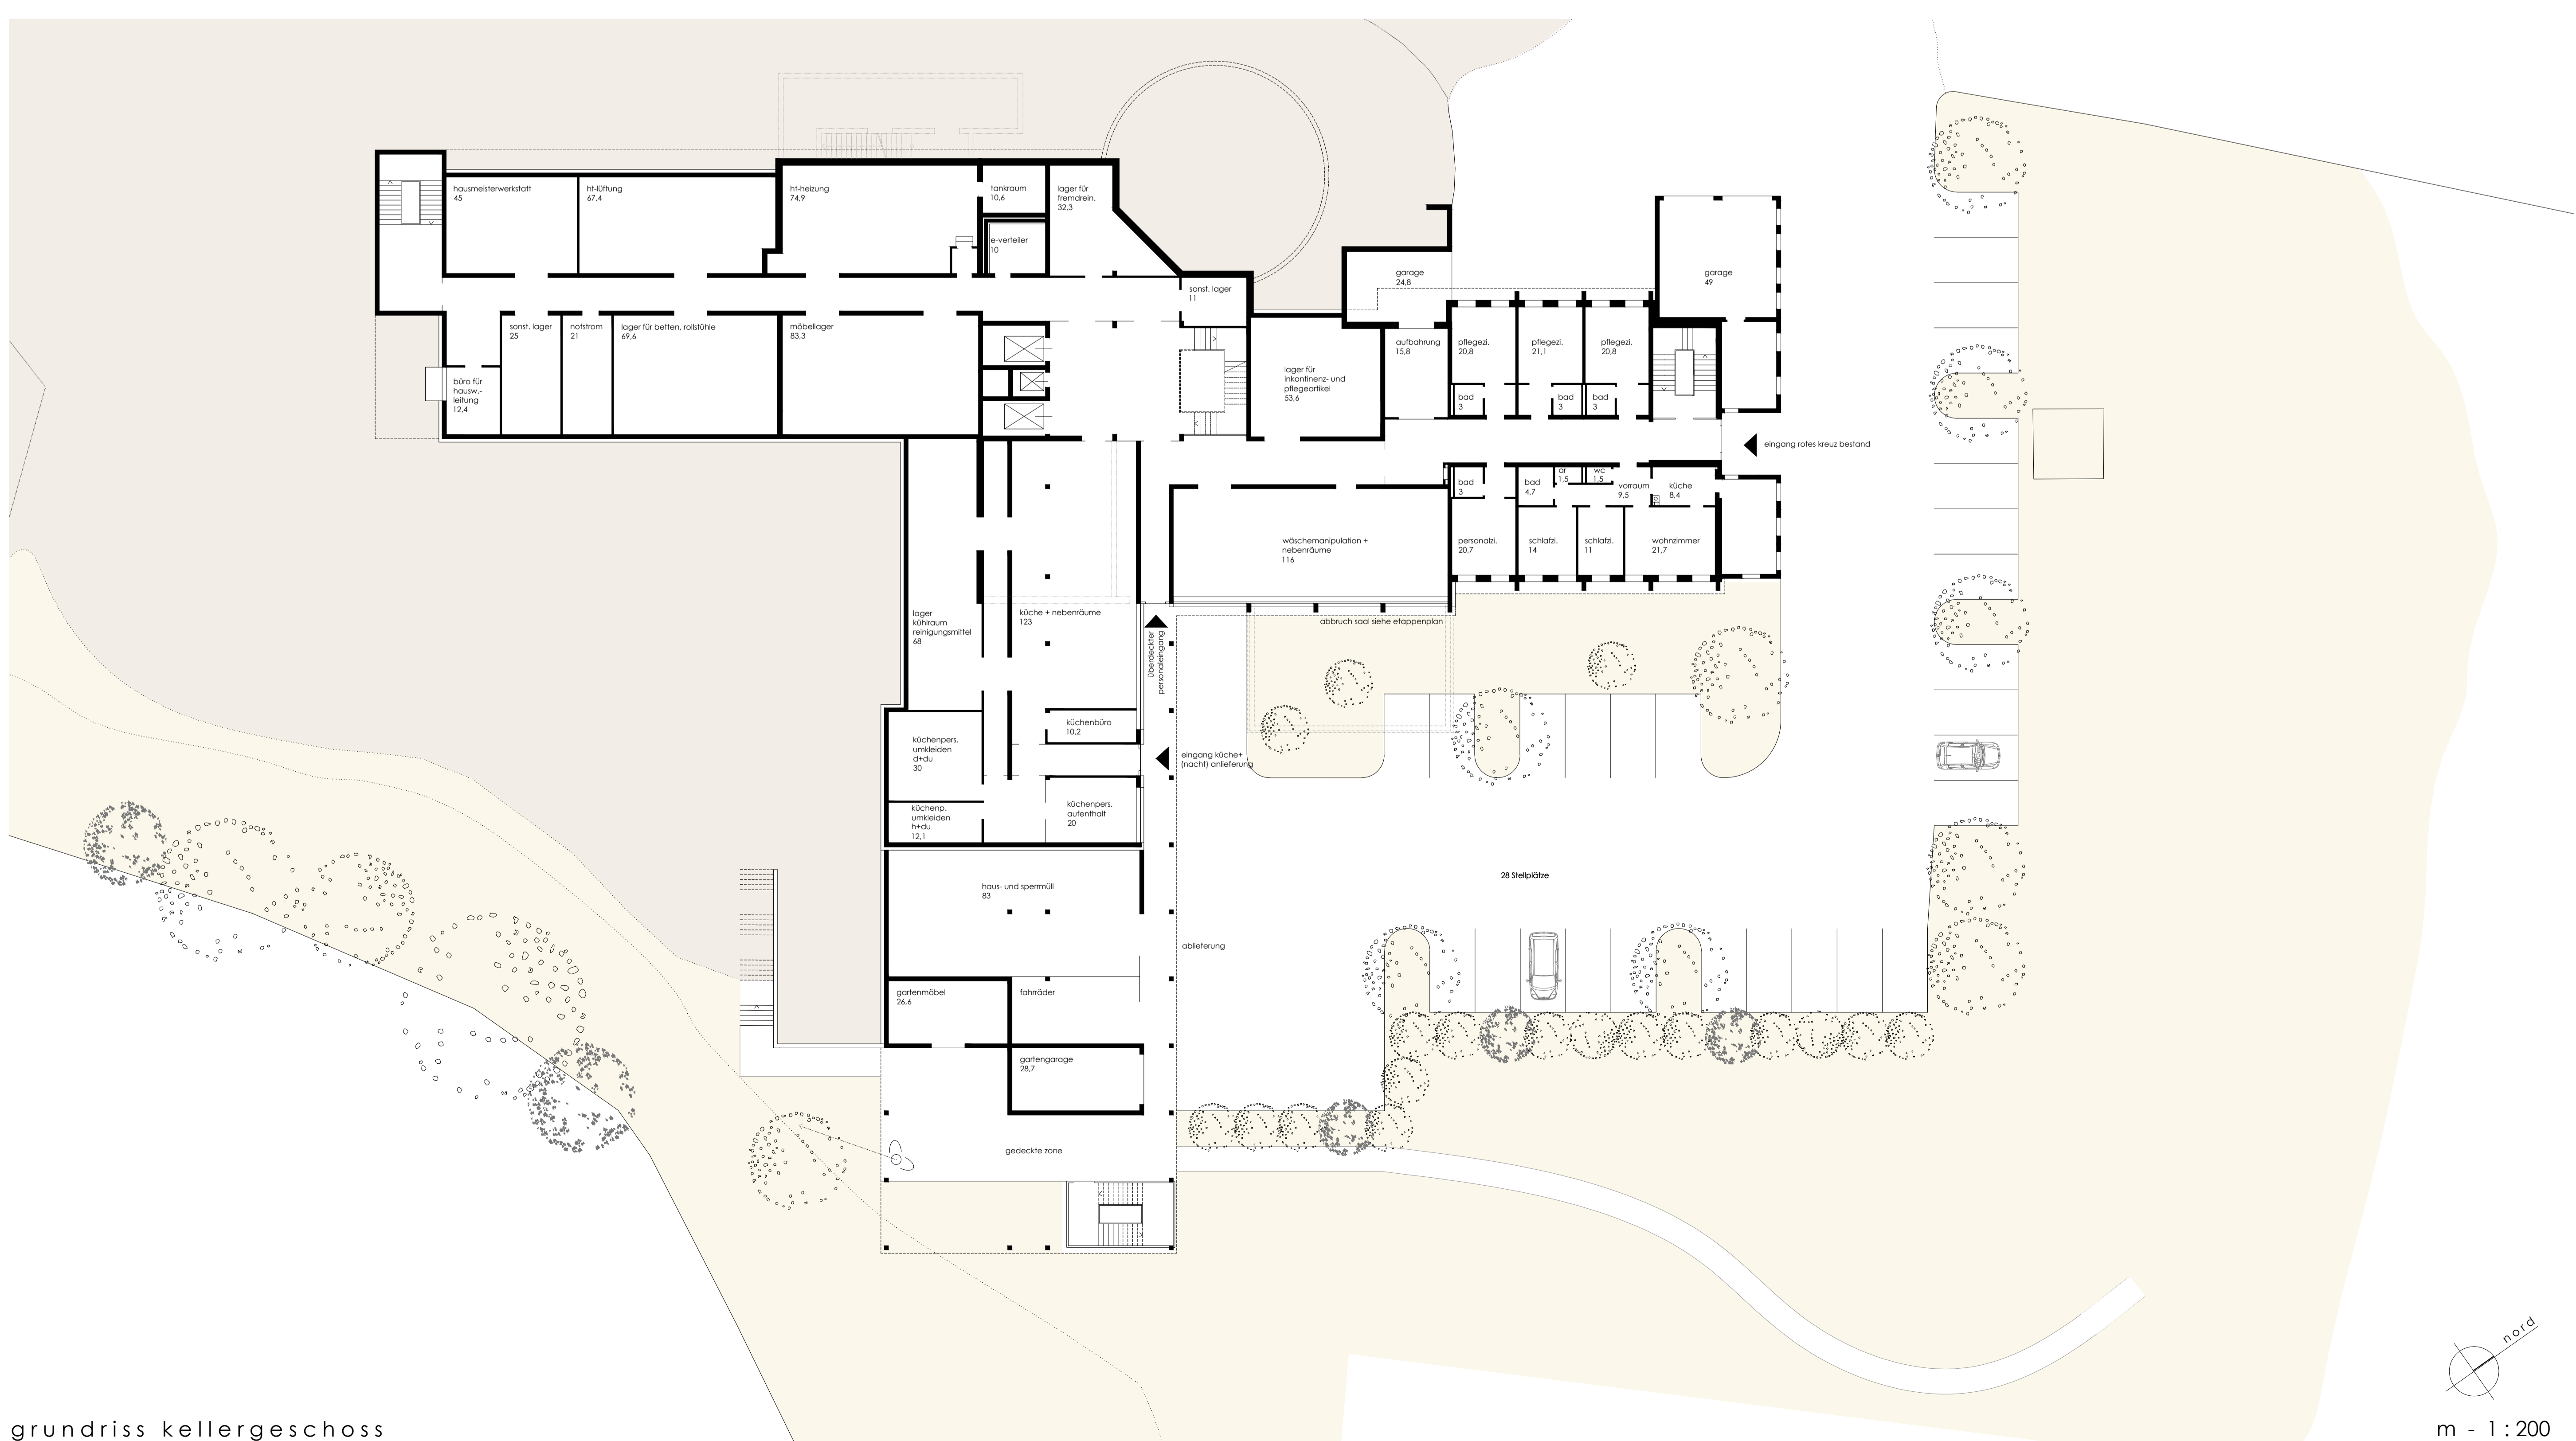 hausmeisterwerkstatt
45
ht-lüftung
67,4
ht-heizung
74,9
tankraum
10,6
lager für
fremdrein.
32,3
e-verteiler
10
sonst. lager
11
garage
24,8
garage
49
sonst. lager
25
notstrom
21
lager für betten, rollstühle
69,6
möbellager
83,3
büro für
hausw.-
leitung
12,4
lager für
inkontinenz- und
pflegeartikel
53,6
aufbahrung
15,8
pflegezi.
20,8
pflegezi.
21,1
pflegezi.
20,8
bad
3
bad
3
bad
3
eingang rotes kreuz bestand
bad
3
bad
4,7
ar
1,5
wc
1,5
vorraum
9,5
küche
8,4
wäschemanipulation +
nebenräume
116
personalzi.
20,7
schlafzi.
14
schlafzi.
11
wohnzimmer
21,7
lager
kühlraum
reinigungsmittel
68
küche + nebenräume
123
überdeckter
personaleingang
abbruch saal siehe etappenplan
küchenbüro
10,2
küchenpers.
umkleiden
d+du
30
eingang küche+
(nacht) anlieferung
küchenp.
umkleiden
h+du
12,1
küchenpers.
aufenthalt
20
haus- und sperrmüll
83
28 Stellplätze
ablieferung
gartenmöbel
26,6
fahrräder
gartengarage
28,7
gedeckte zone
nord
grundriss kellergeschoss
m - 1 : 200